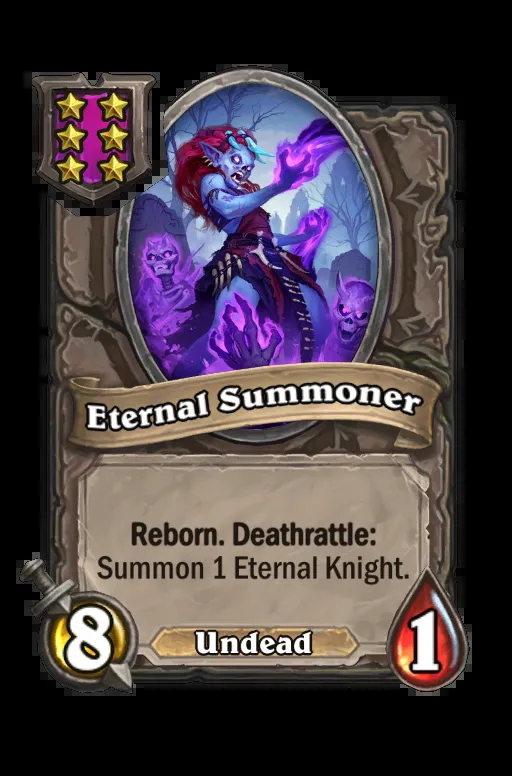 Eternal Summoner
Reborn. Deathrattle:
Summon 1 Eternal Knight.
8
Undead
1